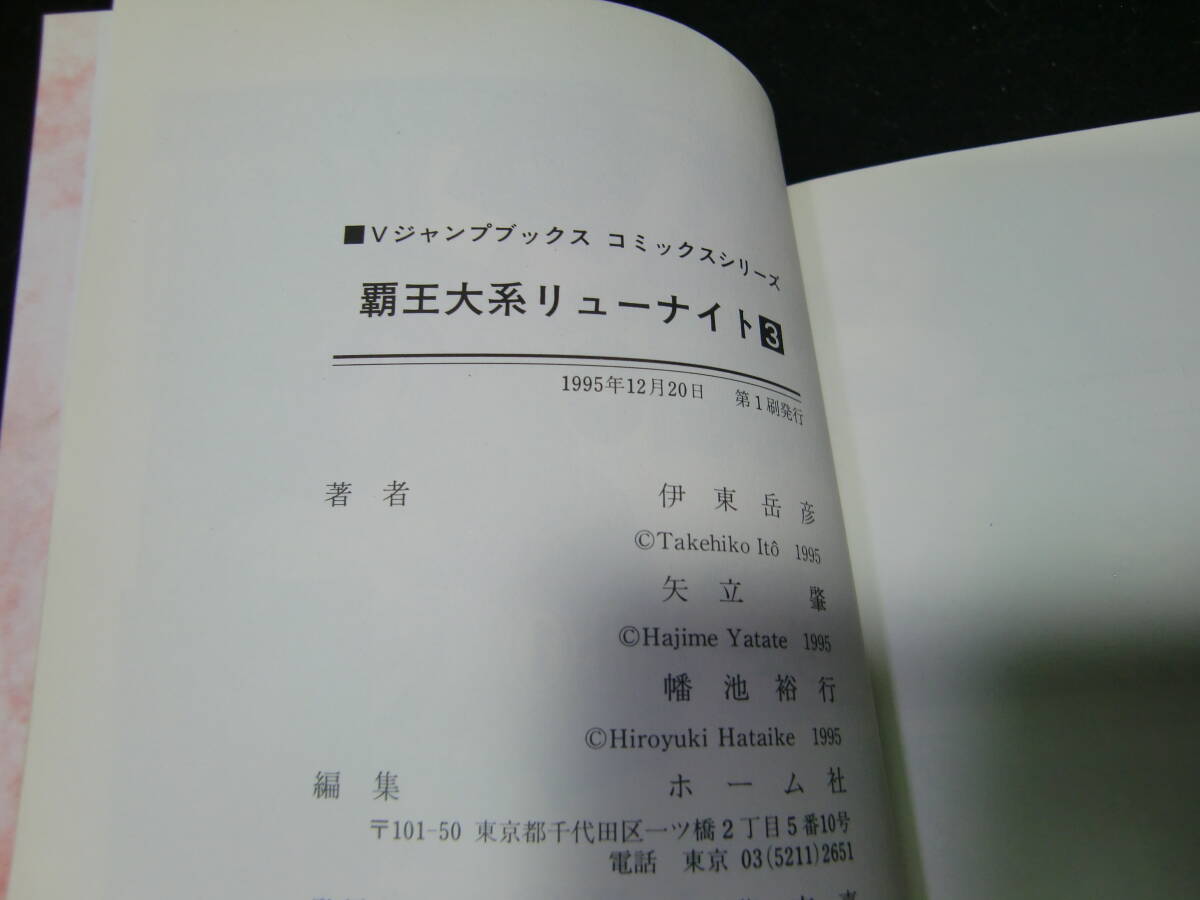 ■Vジャンプブックス コミックスシリーズ
覇王大系リューナイト3
1995年12月20日 第1刷発行
著者 伊東岳彦
©Takehiko Itô 1995
矢立 肇
©Hajime Yatate 1995
幡池裕行
©Hiroyuki Hataike 1995
編集 ホーム社
〒101-50 東京都千代田区一ツ橋2丁目5番10号
電話 東京 03(5211)2651